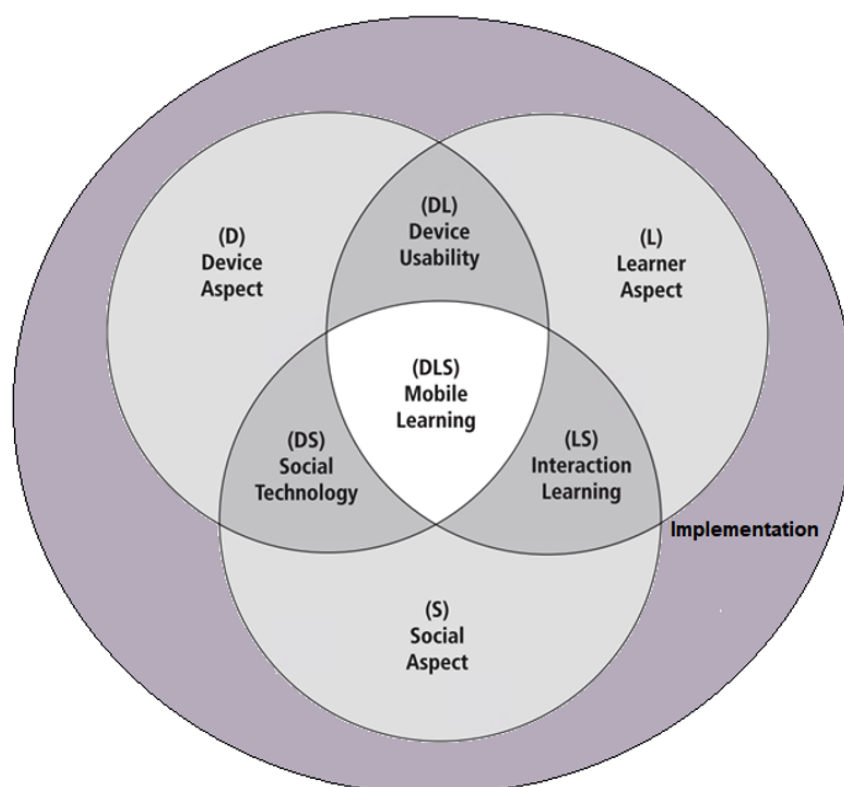 (DL)
Device
Usability
(D)
Device
Aspect
(L)
Learner
Aspect
(DLS)
Mobile
Learning
(DS)
Social
Technology
(LS)
Interaction
Learning
Implementation
(S)
Social
Aspect